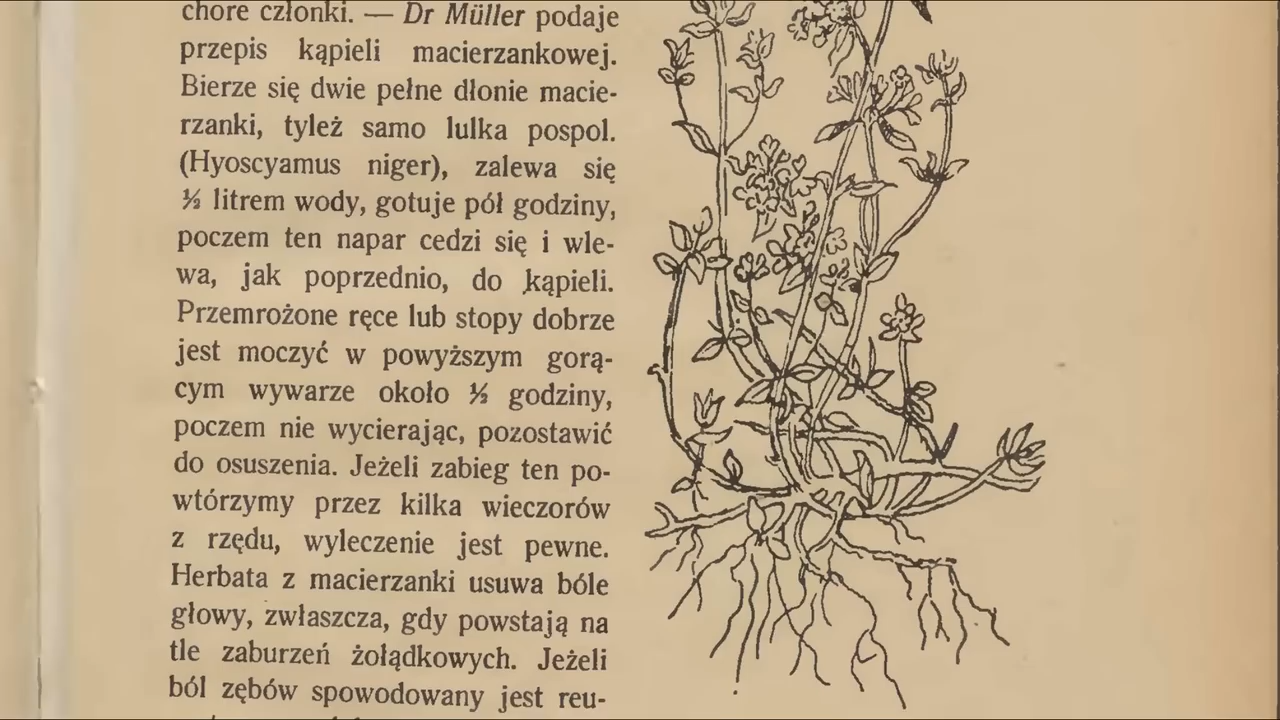 chore członki. — Dr Müller podaje
przepis kąpieli macierzankowej.
Bierze się dwie pełne dłonie macie-
rzanki, tyleż samo lulka pospol.
(Hyoscyamus niger), zalewa się
½ litrem wody, gotuje pół godziny,
poczem ten napar cedzi się i wle-
wa, jak poprzednio, do kąpieli.
Przemrożone ręce lub stopy dobrze
jest moczyć w powyższym gorą-
cym wywarze około ½ godziny,
poczem nie wycierając, pozostawić
do osuszenia. Jeżeli zabieg ten po-
wtórzymy przez kilka wieczorów
z rzędu, wyleczenie jest pewne.
Herbata z macierzanki usuwa bóle
głowy, zwłaszcza, gdy powstają na
tle zaburzeń żołądkowych. Jeżeli
ból zębów spowodowany jest reu-